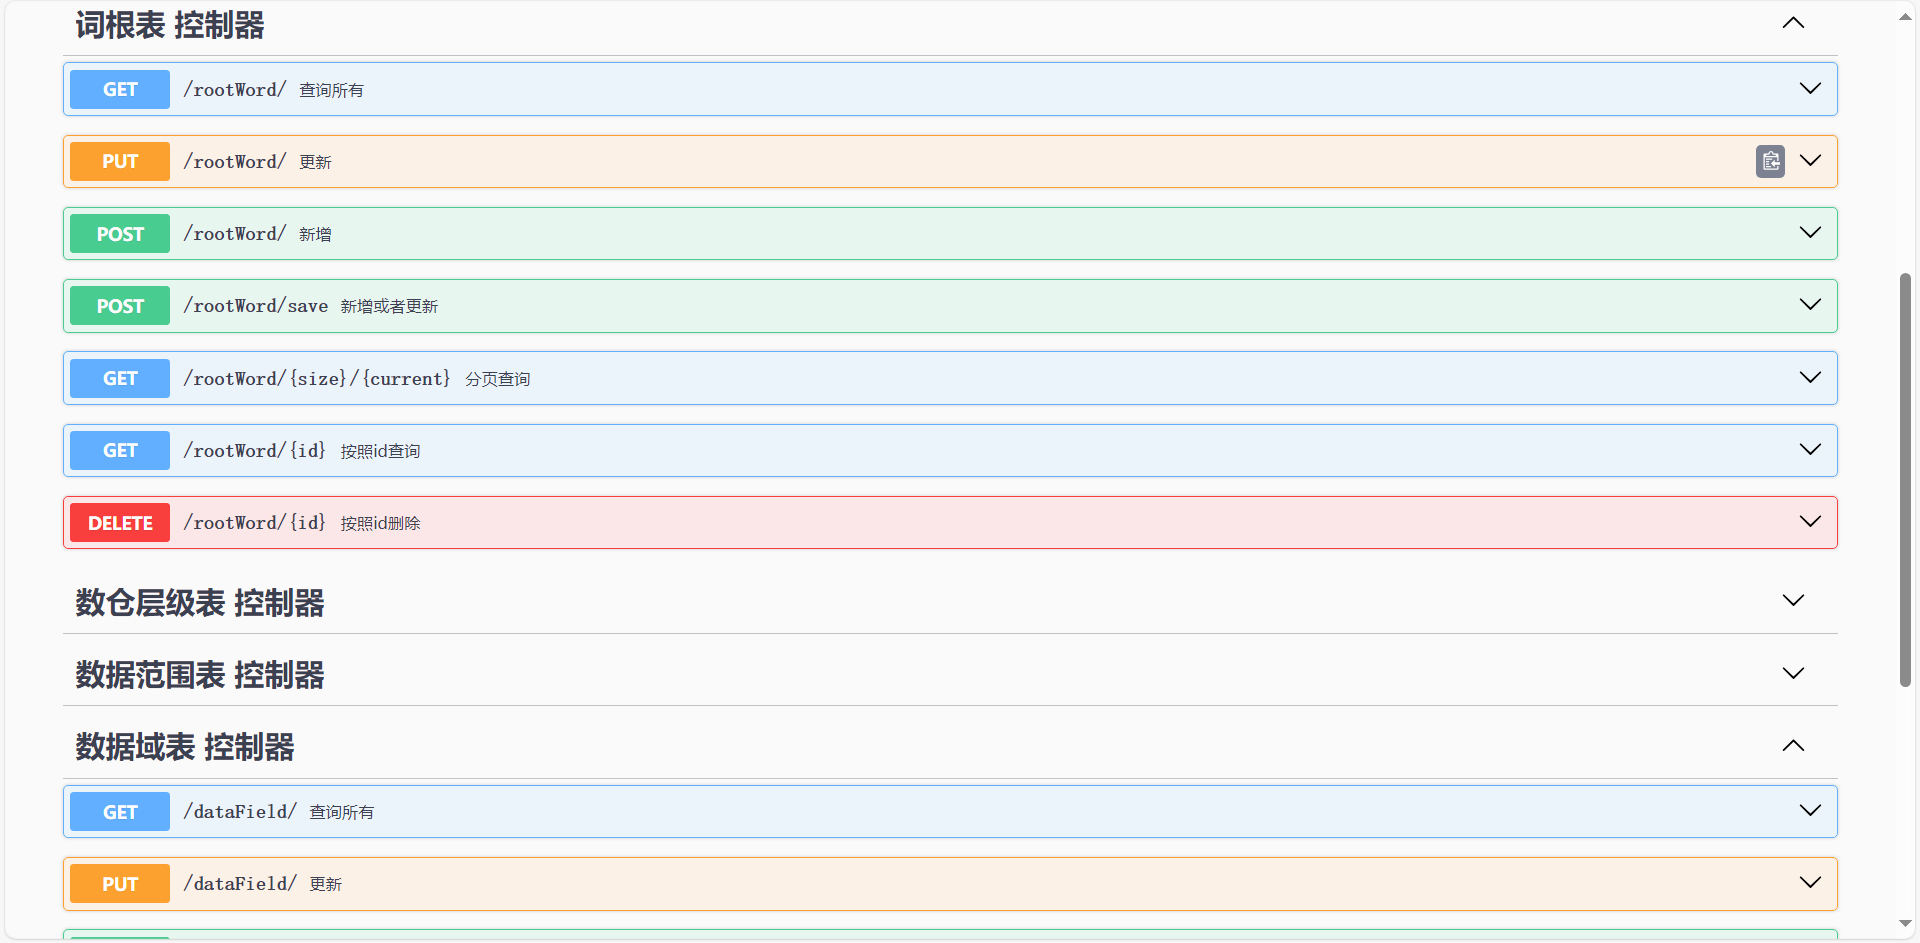 词根表 控制器
GET /rootWord/ 查询所有
PUT /rootWord/ 更新
POST /rootWord/ 新增
POST /rootWord/save 新增或者更新
GET /rootWord/{size}/{current} 分页查询
GET /rootWord/{id} 按照id查询
DELETE /rootWord/{id} 按照id删除
数仓层级表 控制器
数据范围表 控制器
数据域表 控制器
GET /dataField/ 查询所有
PUT /dataField/ 更新